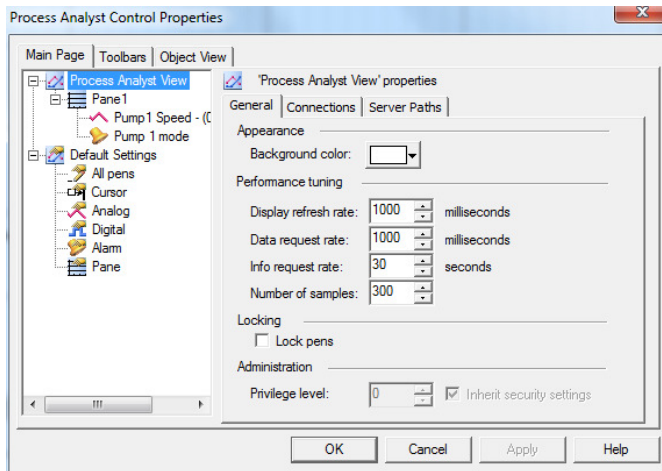 Process Analyst Control Properties
Main Page Toolbars Object View
Process Analyst View
Pane1
Pump1 Speed - (
Pump 1 mode
Default Settings
All pens
Cursor
Analog
Digital
Alarm
Pane
'Process Analyst View' properties
General Connections Server Paths
Appearance
Background color:
Performance tuning
Display refresh rate: 1000 milliseconds
Data request rate: 1000 milliseconds
Info request rate: 30 seconds
Number of samples: 300
Locking
Lock pens
Administration
Privilege level: 0 Inherit security settings
OK Cancel Apply Help